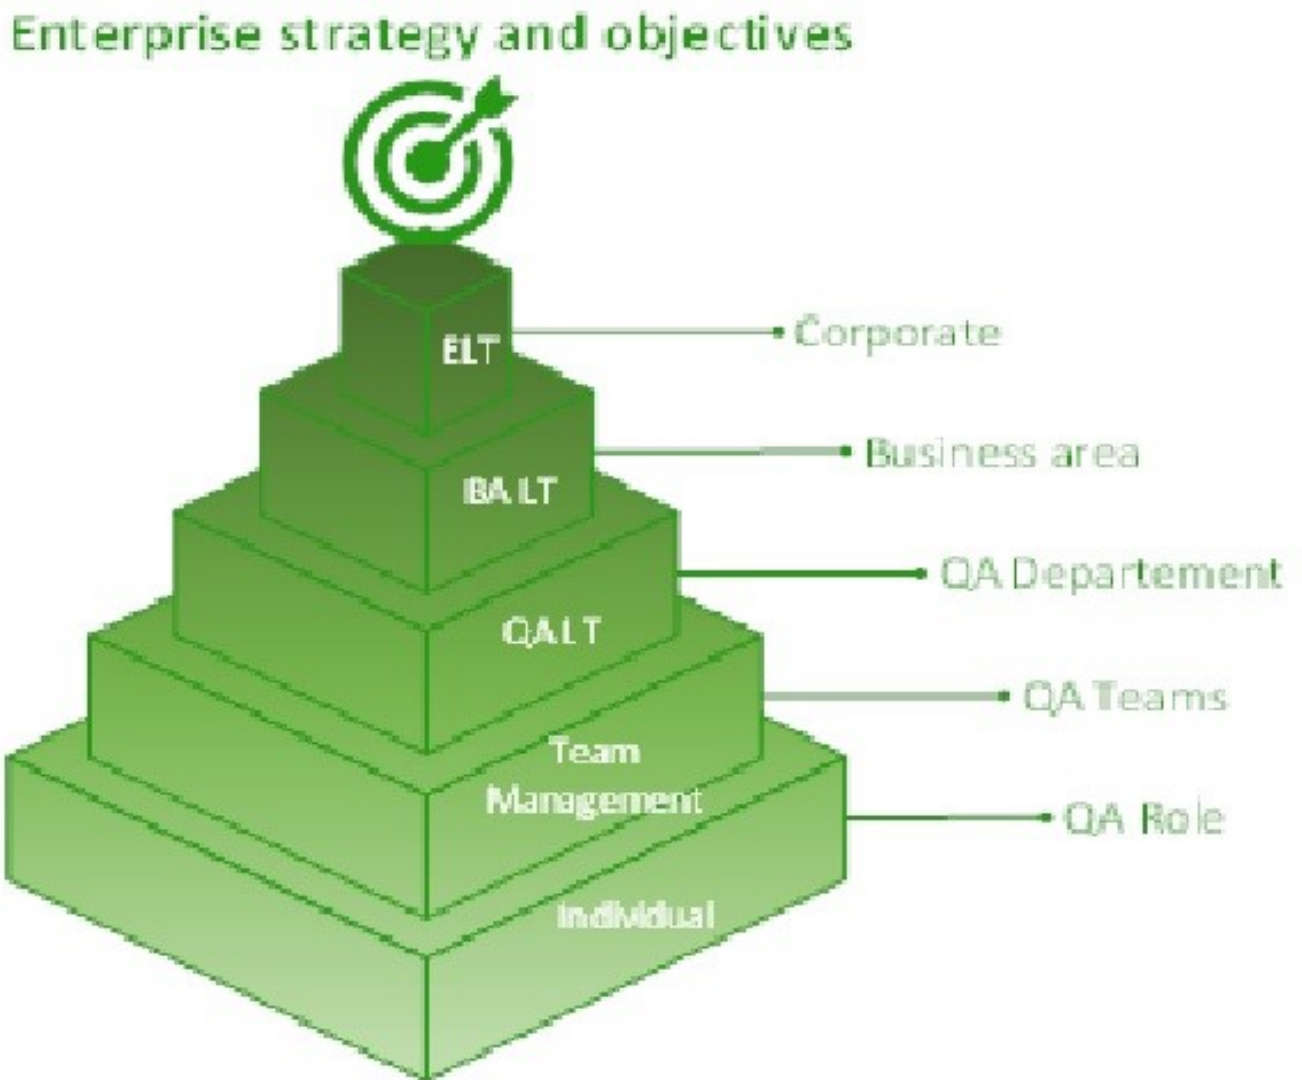 Enterprise strategy and objectives
ELT
Corporate
BA LT
Business area
QA LT
QA Departement
QA Teams
Team
Management
QA Role
Individual